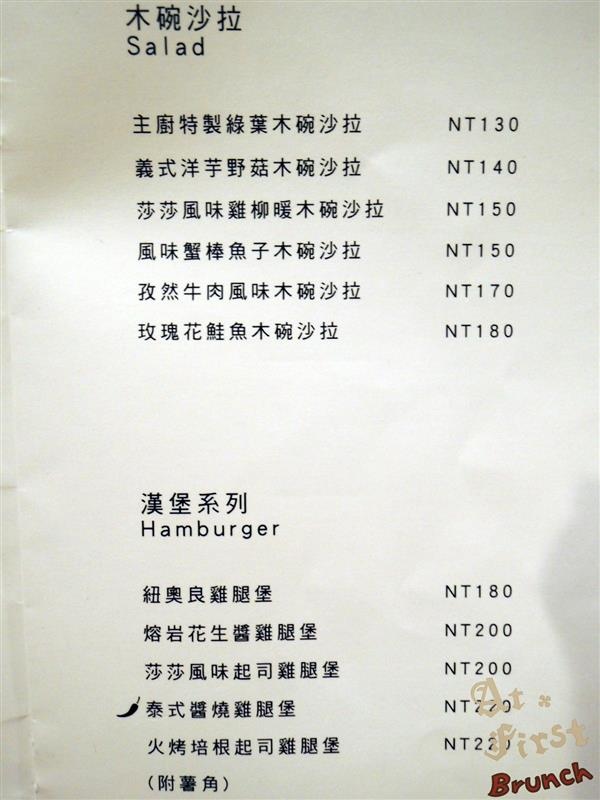 木碗沙拉
Salad
主廚特製綠葉木碗沙拉 NT130
義式洋芋野菇木碗沙拉 NT140
莎莎風味雞柳暖木碗沙拉 NT150
風味蟹棒魚子木碗沙拉 NT150
孜然牛肉風味木碗沙拉 NT170
玫瑰花鮭魚木碗沙拉 NT180
漢堡系列
Hamburger
紐奧良雞腿堡 NT180
熔岩花生醬雞腿堡 NT200
莎莎風味起司雞腿堡 NT200
泰式醬燒雞腿堡 NT220
火烤培根起司雞腿堡 NT220
(附薯角)
At First
Brunch